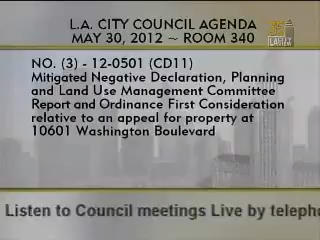 L.A. CITY COUNCIL AGENDA
MAY 30, 2012 ~ ROOM 340
35
NO. (3) - 12-0501 (CD11)
Mitigated Negative Declaration, Planning
and Land Use Management Committee
Report and Ordinance First Consideration
relative to an appeal for property at
10601 Washington Boulevard
Listen to Council meetings Live by teleph